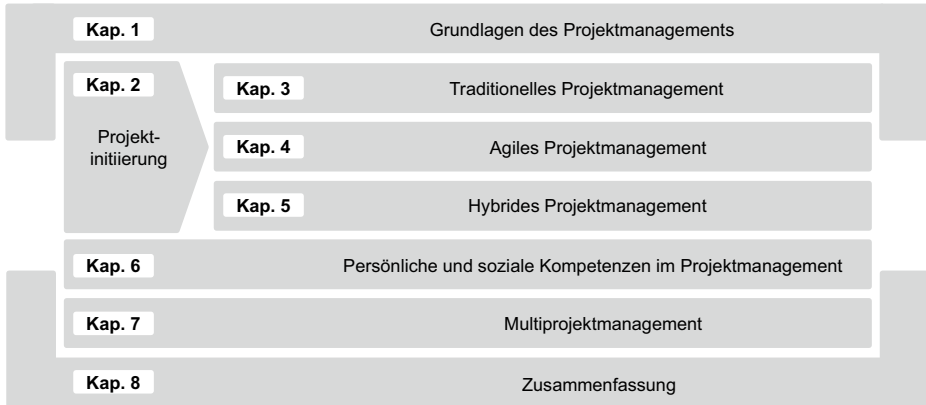 Kap. 1 Grundlagen des Projektmanagements
Kap. 2
Projekt-
initiierung
Kap. 3 Traditionelles Projektmanagement
Kap. 4 Agiles Projektmanagement
Kap. 5 Hybrides Projektmanagement
Kap. 6 Persönliche und soziale Kompetenzen im Projektmanagement
Kap. 7 Multiprojektmanagement
Kap. 8 Zusammenfassung